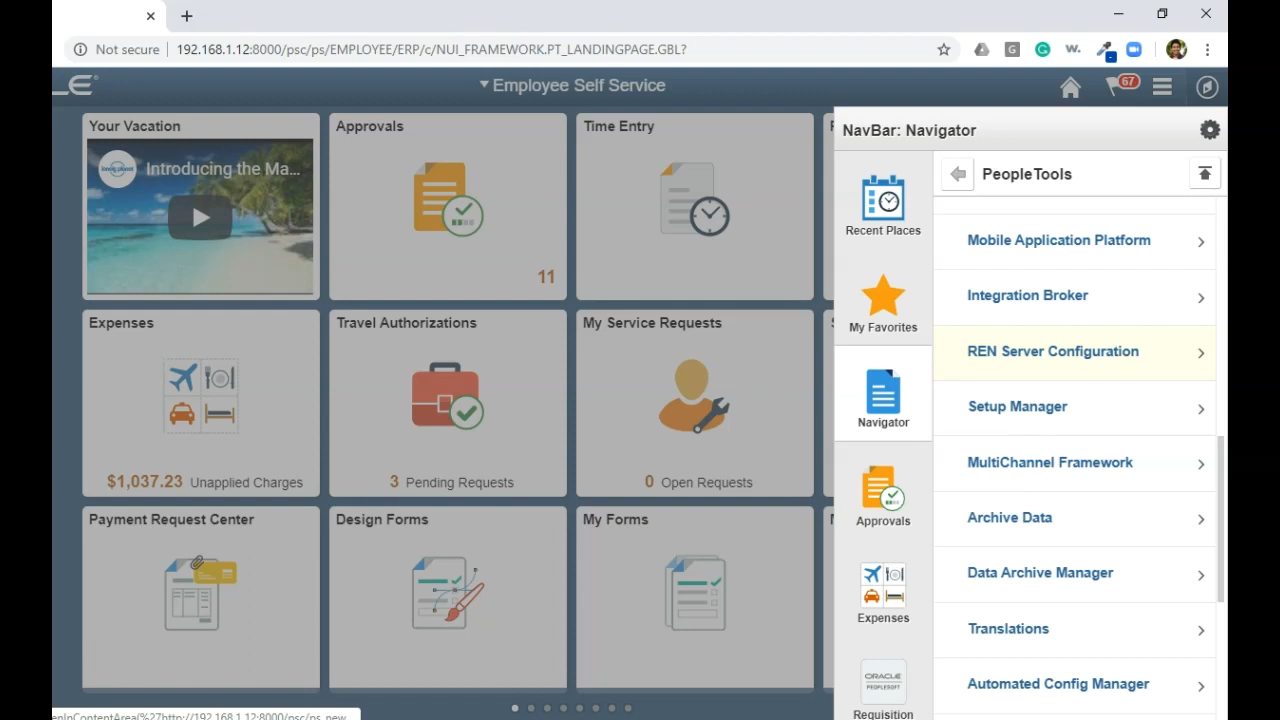 Not secure
192.168.1.12:8000/psc/ps/EMPLOYEE/ERP/c/NUI_FRAMEWORK.PT_LANDINGPAGE.GBL?
G
w.
Employee Self Service
67
Your Vacation
Introducing the Ma...
Approvals
11
Time Entry
Expenses
$1,037.23 Unapplied Charges
Travel Authorizations
3 Pending Requests
My Service Requests
0 Open Requests
Payment Request Center
Design Forms
My Forms
NavBar: Navigator
Recent Places
My Favorites
Navigator
Approvals
Expenses
ORACLE
PEOPLESOFT
Requisition
PeopleTools
Mobile Application Platform
Integration Broker
REN Server Configuration
Setup Manager
MultiChannel Framework
Archive Data
Data Archive Manager
Translations
Automated Config Manager